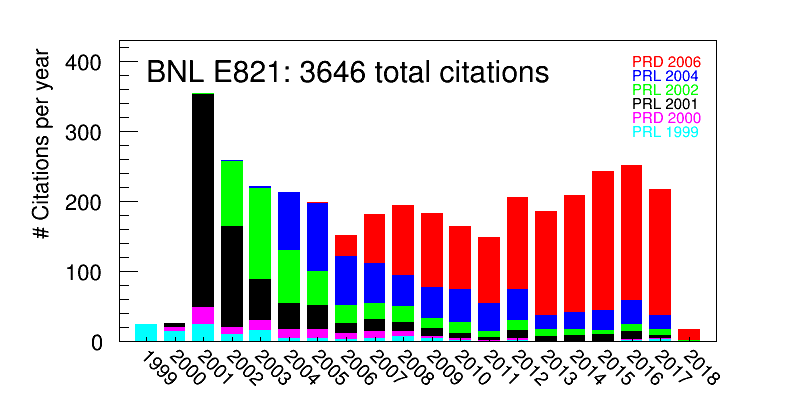 BNL E821: 3646 total citations
PRD 2006
PRL 2004
PRL 2002
PRL 2001
PRD 2000
PRL 1999
# Citations per year
400
300
200
100
0
1999 2000 2001 2002 2003 2004 2005 2006 2007 2008 2009 2010 2011 2012 2013 2014 2015 2016 2017 2018